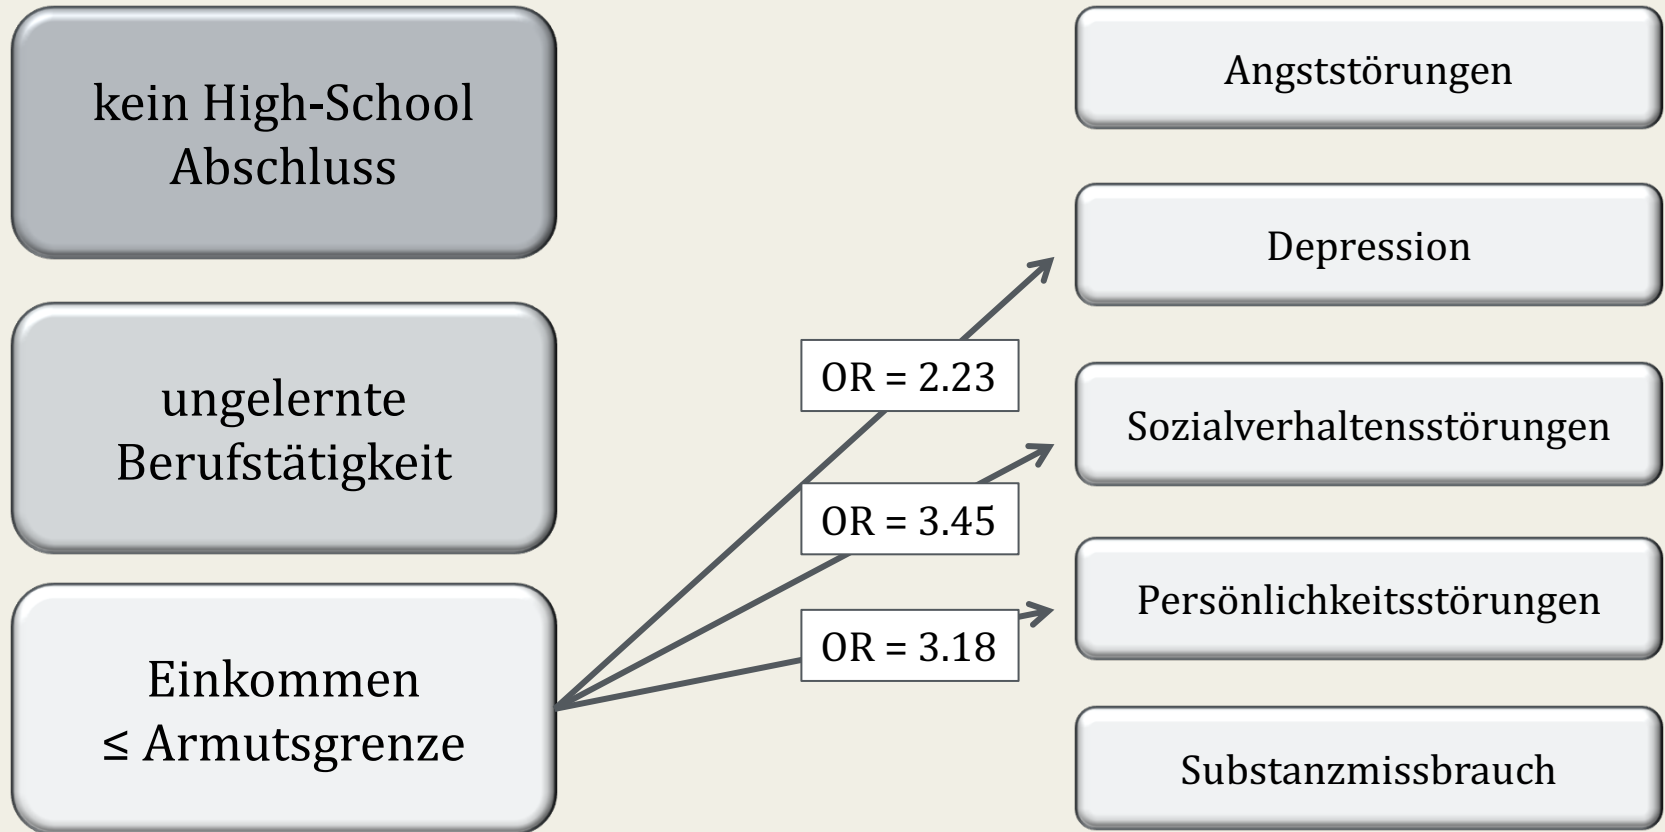 kein High-School
Abschluss
ungelernte
Berufstätigkeit
Einkommen
≤ Armutsgrenze
OR = 2.23
OR = 3.45
OR = 3.18
Angststörungen
Depression
Sozialverhaltensstörungen
Persönlichkeitsstörungen
Substanzmissbrauch